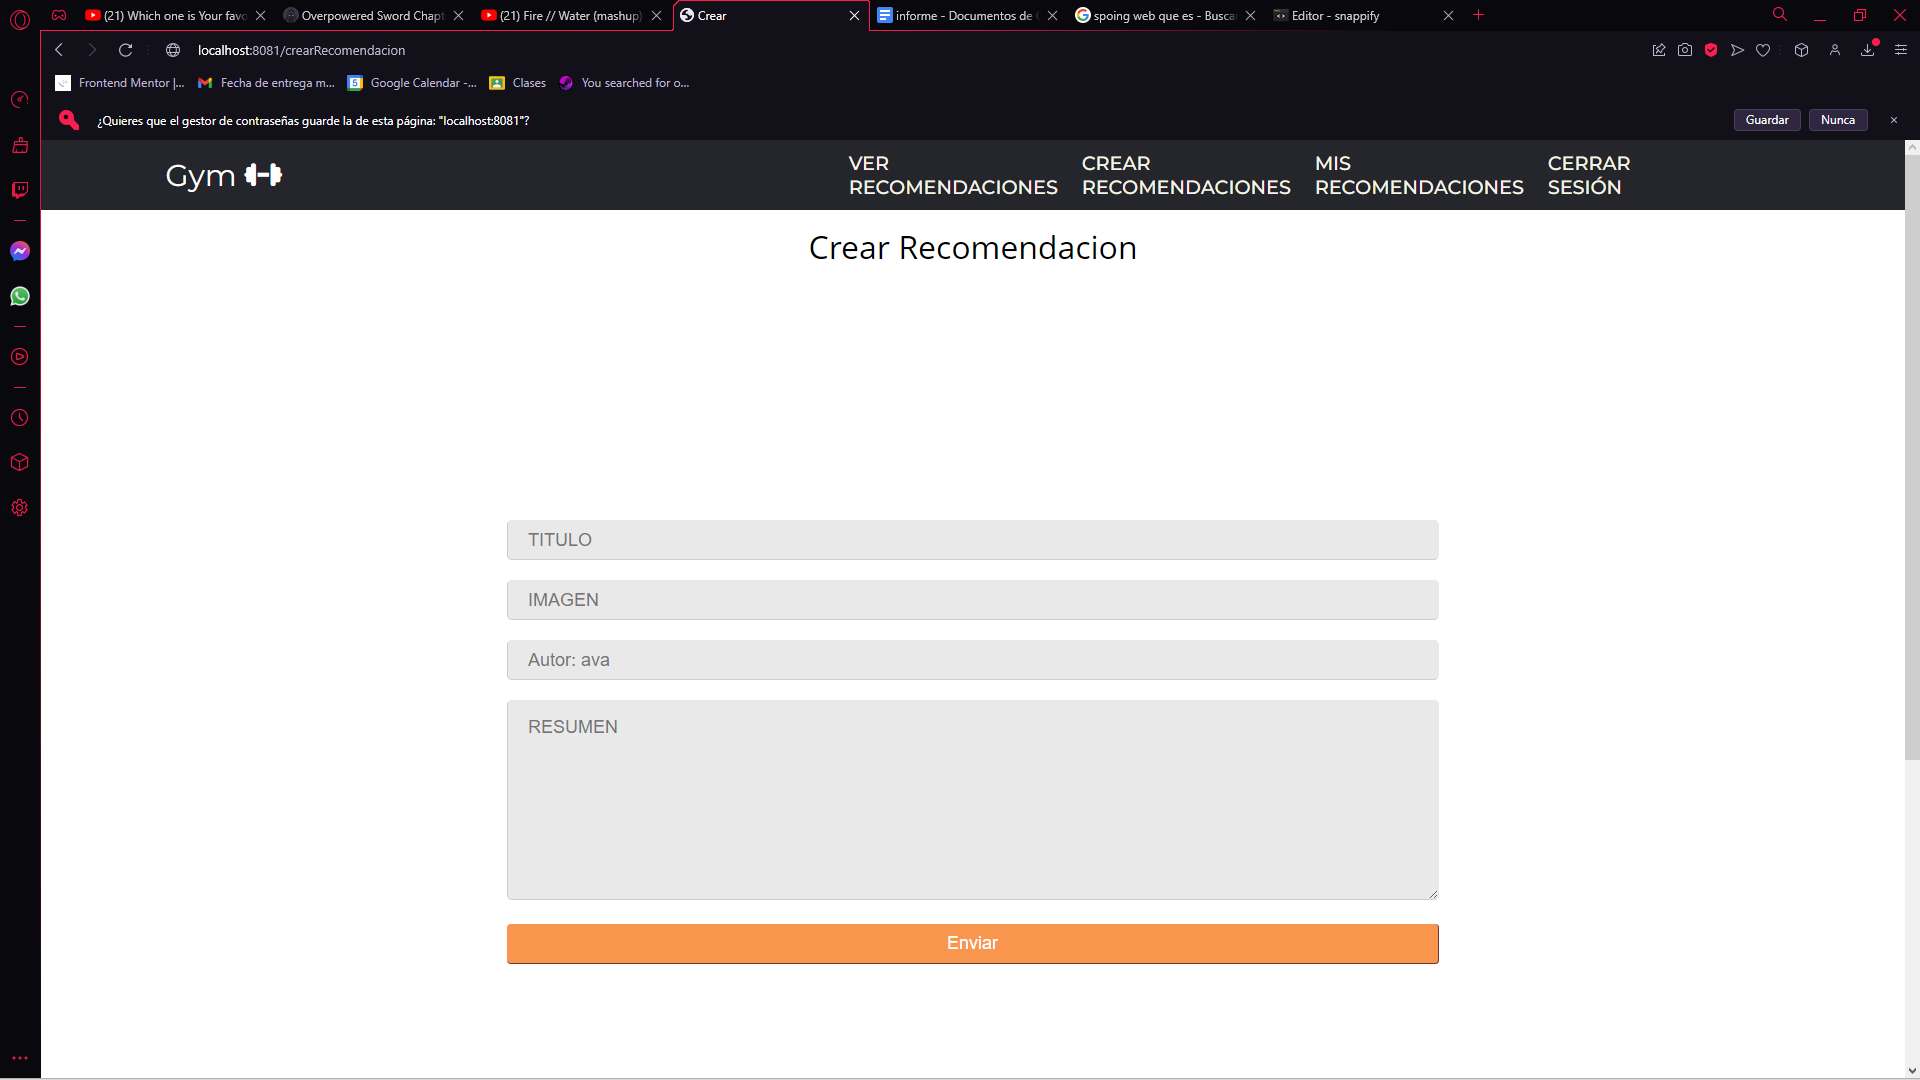 (21) Which one is Your favo
Overpowered Sword Chapt
(21) Fire // Water (mashup)
Crear
informe - Documentos de G
spoing web que es - Buscar
Editor - snappify
localhost:8081/crearRecomendacion
Frontend Mentor |...
Fecha de entrega m...
5
Google Calendar -...
Clases
You searched for o...
¿Quieres que el gestor de contraseñas guarde la de esta página: "localhost:8081"?
Guardar
Nunca
Gym
VER RECOMENDACIONES
CREAR RECOMENDACIONES
MIS RECOMENDACIONES
CERRAR SESIÓN
Crear Recomendacion
TITULO
IMAGEN
Autor: ava
RESUMEN
Enviar